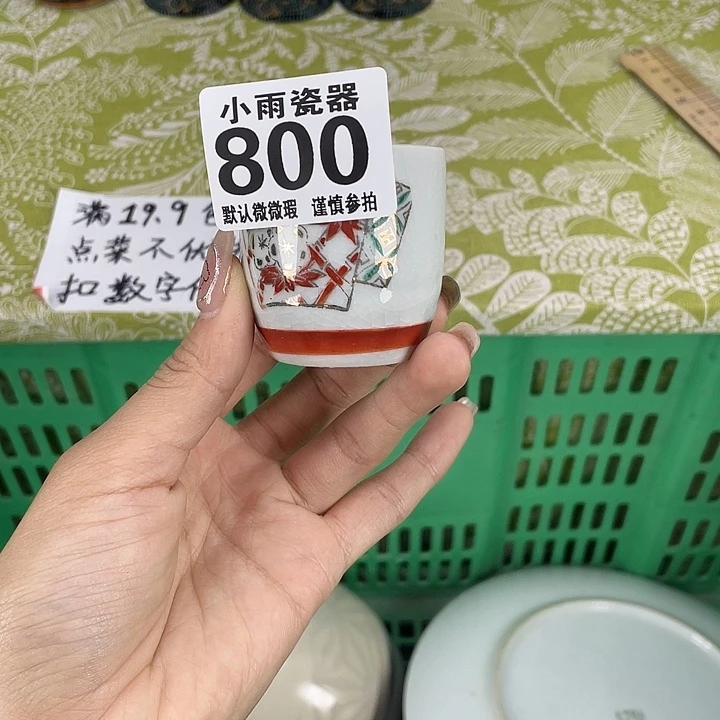 小雨瓷器
800
默认微微瑕 谨慎参拍
满19.9
点菜不
扣数字